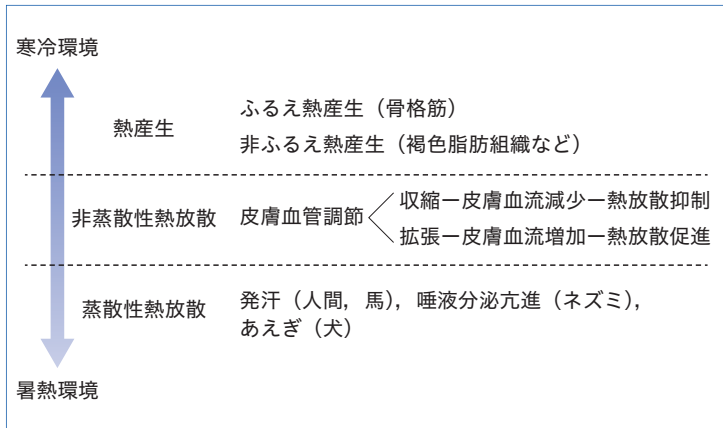 寒冷環境
熱産生
ふるえ熱産生（骨格筋）
非ふるえ熱産生（褐色脂肪組織など）
非蒸散性熱放散
皮膚血管調節
収縮ー皮膚血流減少ー熱放散抑制
拡張ー皮膚血流増加ー熱放散促進
蒸散性熱放散
発汗（人間，馬），唾液分泌亢進（ネズミ），
あえぎ（犬）
暑熱環境